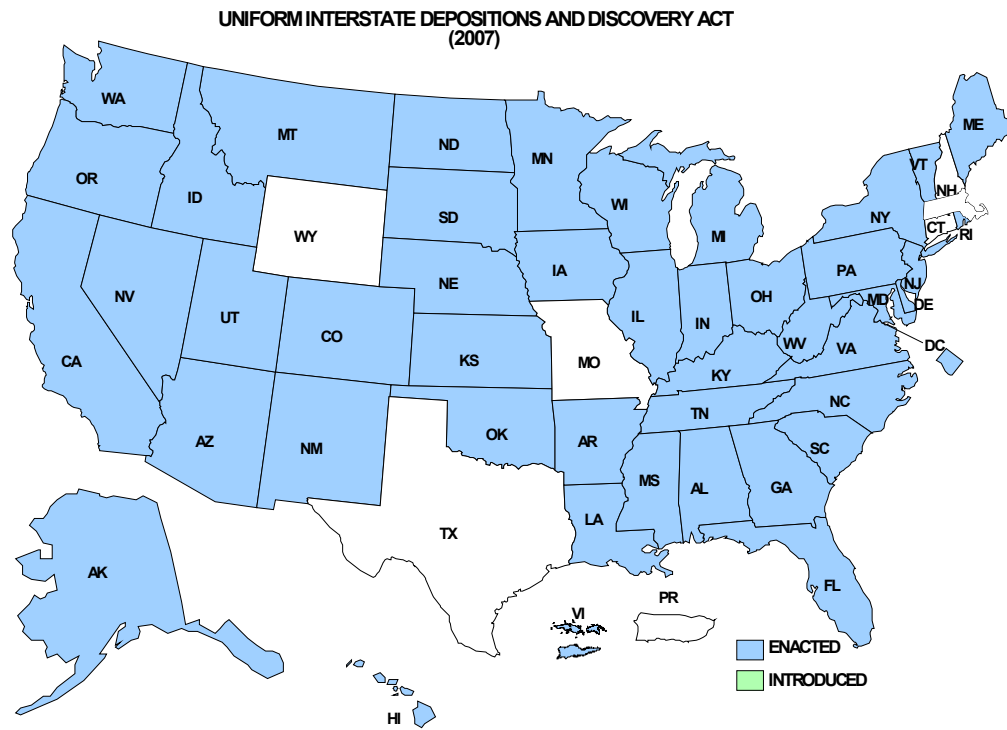 UNIFORM INTERSTATE DEPOSITIONS AND DISCOVERY ACT
(2007)
WA
MT
ND
MN
ME
VT
NH
OR
ID
SD
WI
MI
NY
CT
RI
WY
IA
NE
PA
NJ
NV
UT
CO
IL
IN
OH
MD
DE
CA
KS
MO
WV
VA
DC
KY
AZ
NM
OK
AR
TN
NC
SC
MS
AL
GA
LA
TX
AK
FL
PR
VI
HI
ENACTED
INTRODUCED